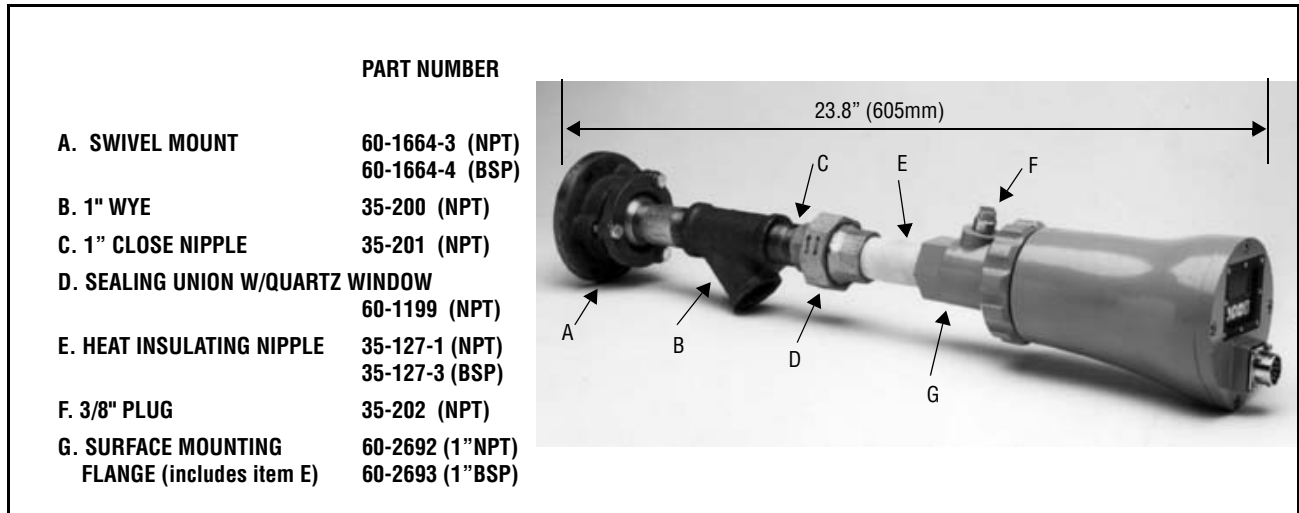 PART NUMBER
A. SWIVEL MOUNT 60-1664-3 (NPT)
60-1664-4 (BSP)
B. 1" WYE 35-200 (NPT)
C. 1” CLOSE NIPPLE 35-201 (NPT)
D. SEALING UNION W/QUARTZ WINDOW
60-1199 (NPT)
E. HEAT INSULATING NIPPLE 35-127-1 (NPT)
35-127-3 (BSP)
F. 3/8" PLUG 35-202 (NPT)
G. SURFACE MOUNTING 60-2692 (1”NPT)
FLANGE (includes item E) 60-2693 (1”BSP)
23.8” (605mm)
C
E
F
A
B
D
G